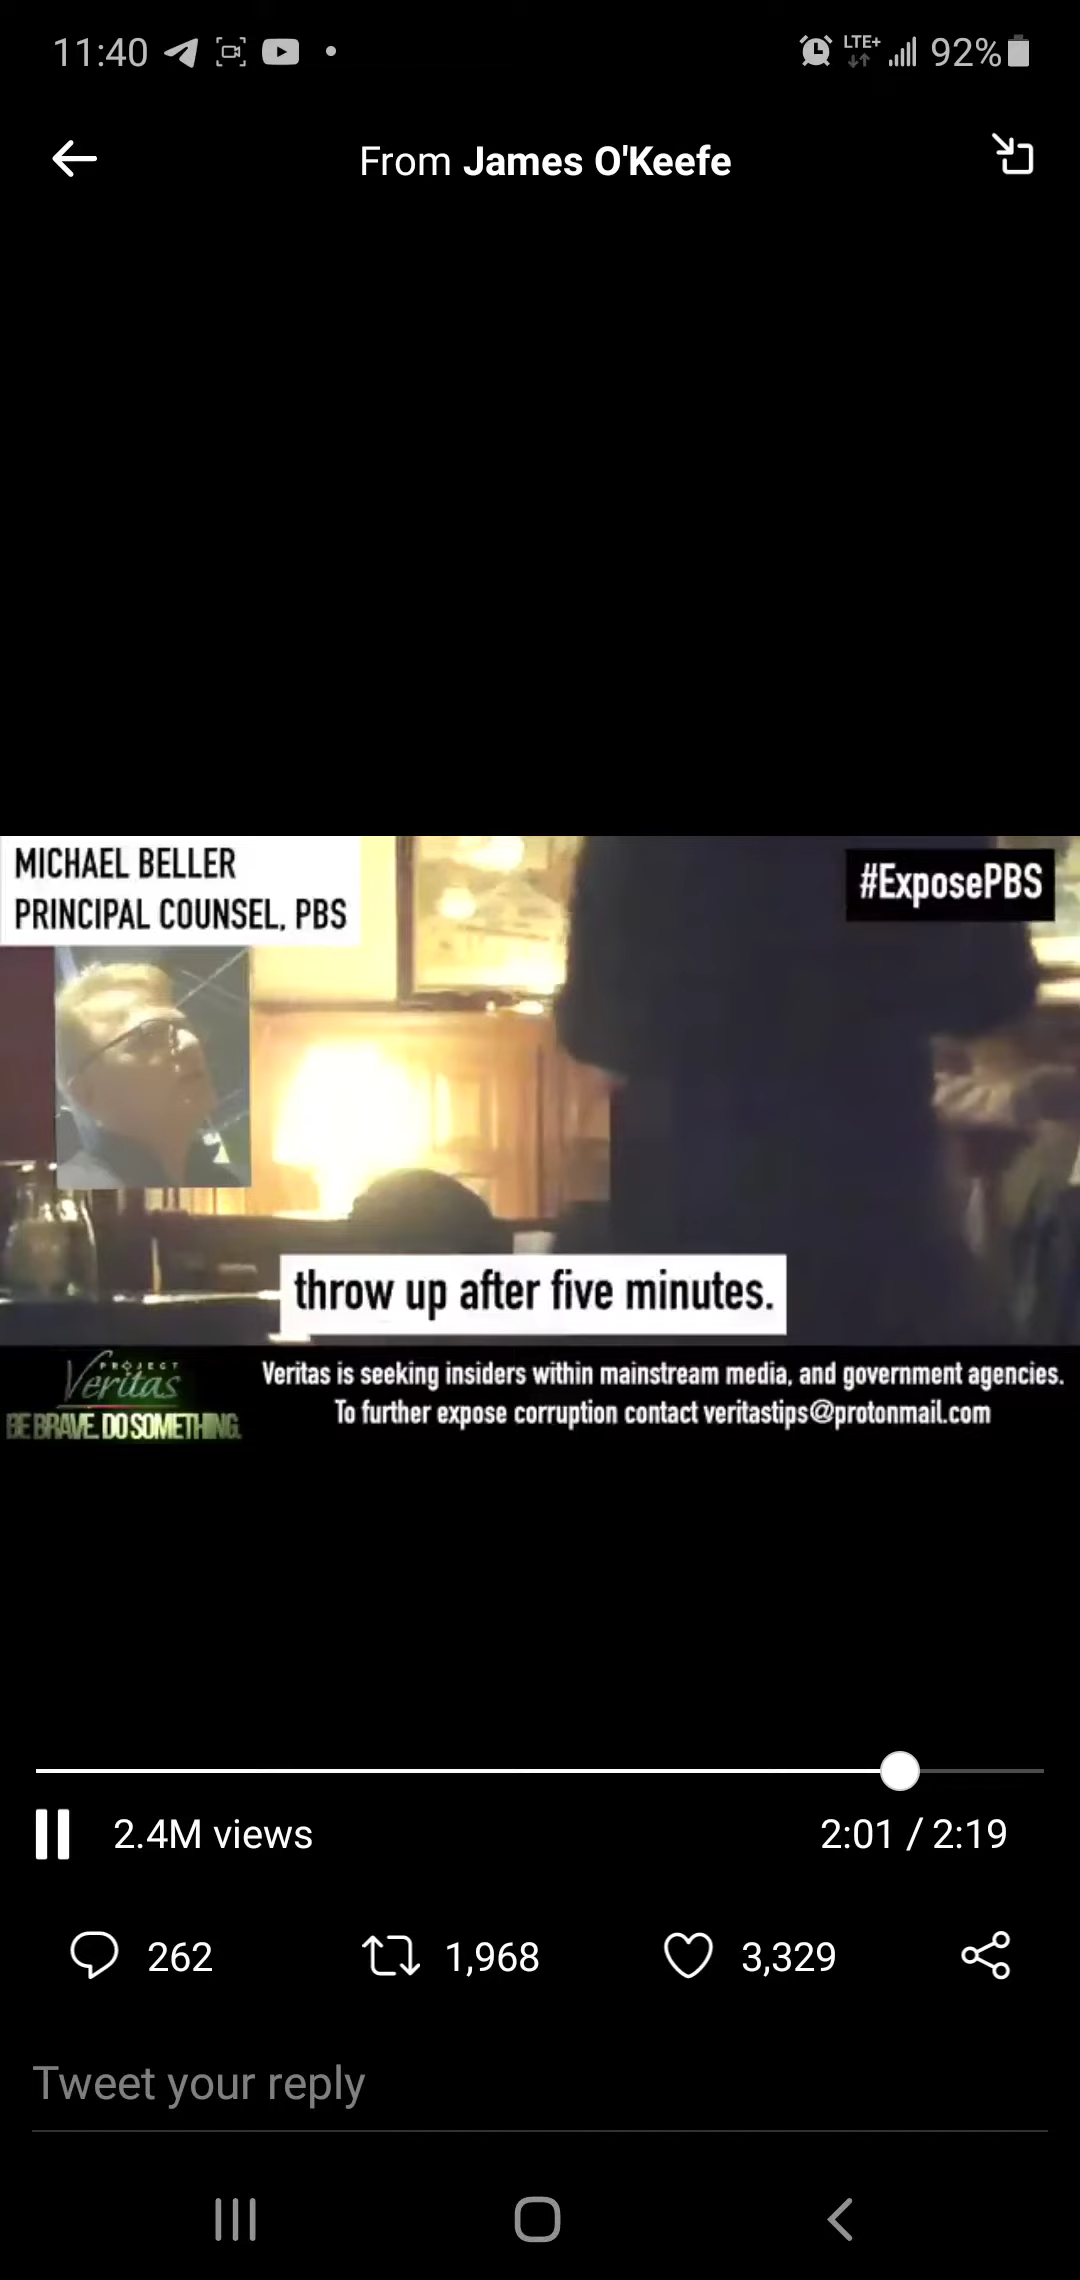 11:40
LTE+ 92%
From James O'Keefe
MICHAEL BELLER
PRINCIPAL COUNSEL, PBS
#ExposePBS
throw up after five minutes.
PROJECT
Veritas
BE BRAVE. DO SOMETHING.
Veritas is seeking insiders within mainstream media, and government agencies.
To further expose corruption contact veritastips@protonmail.com
2.4M views
2:01 / 2:19
262
1,968
3,329
Tweet your reply